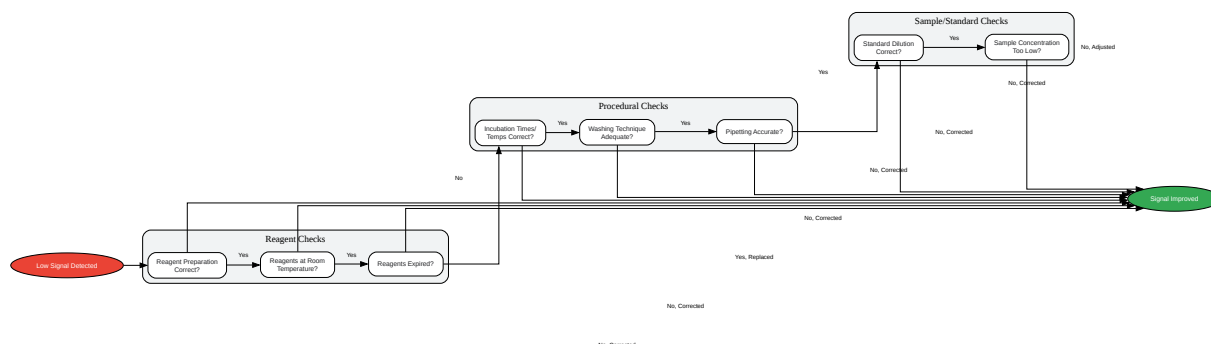 Sample/Standard Checks
Standard Dilution
Correct?
Yes
Sample Concentration
Too Low?
No, Adjusted
Yes
No, Corrected
Procedural Checks
Incubation Times/
Temps Correct?
Yes
Washing Technique
Adequate?
Yes
Pipetting Accurate?
No, Corrected
No, Corrected
No
Signal Improved
No, Corrected
Reagent Checks
Low Signal Detected
Reagent Preparation
Correct?
Yes
Reagents at Room
Temperature?
Yes
Reagents Expired?
Yes, Replaced
No, Corrected